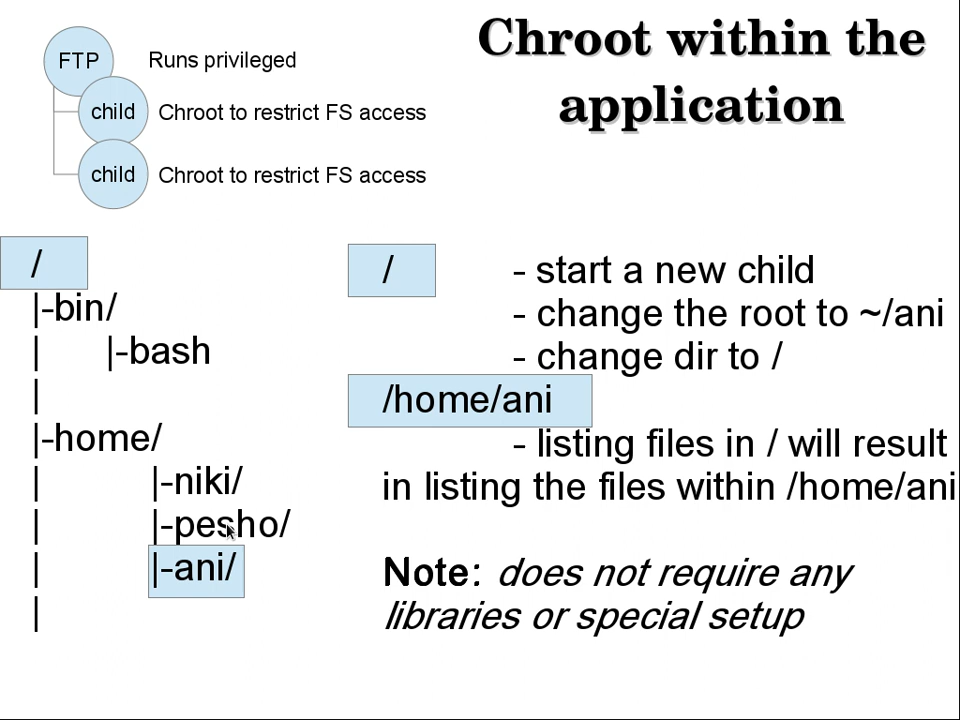 Chroot within the
application
FTP Runs privileged
child Chroot to restrict FS access
child Chroot to restrict FS access
/
|-bin/
| |-bash
|
|-home/
| |-niki/
| |-pesho/
| |-ani/
|
/ - start a new child
- change the root to ~/ani
- change dir to /
/home/ani
- listing files in / will result
in listing the files within /home/ani
Note: does not require any
libraries or special setup